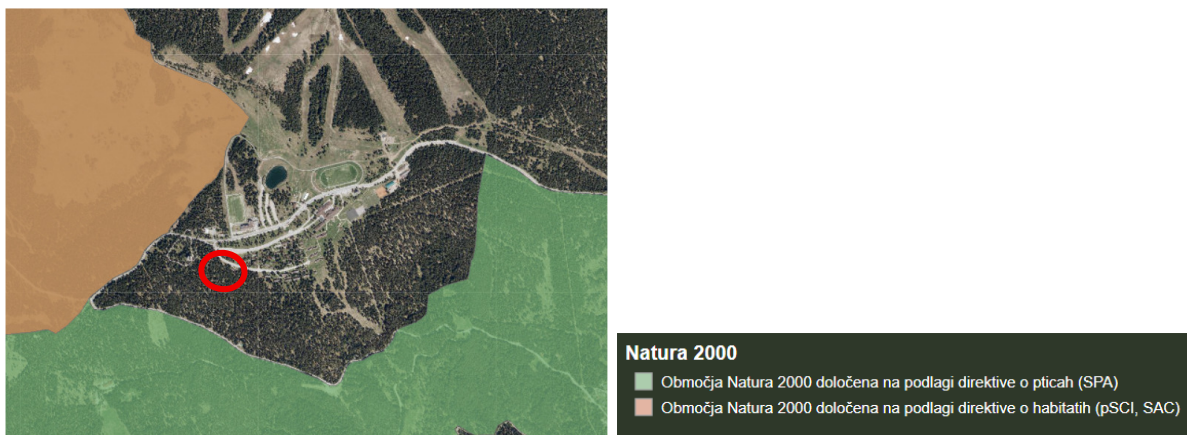 Natura 2000
Območja Natura 2000 določena na podlagi direktive o pticah (SPA)
Območja Natura 2000 določena na podlagi direktive o habitatih (pSCI, SAC)